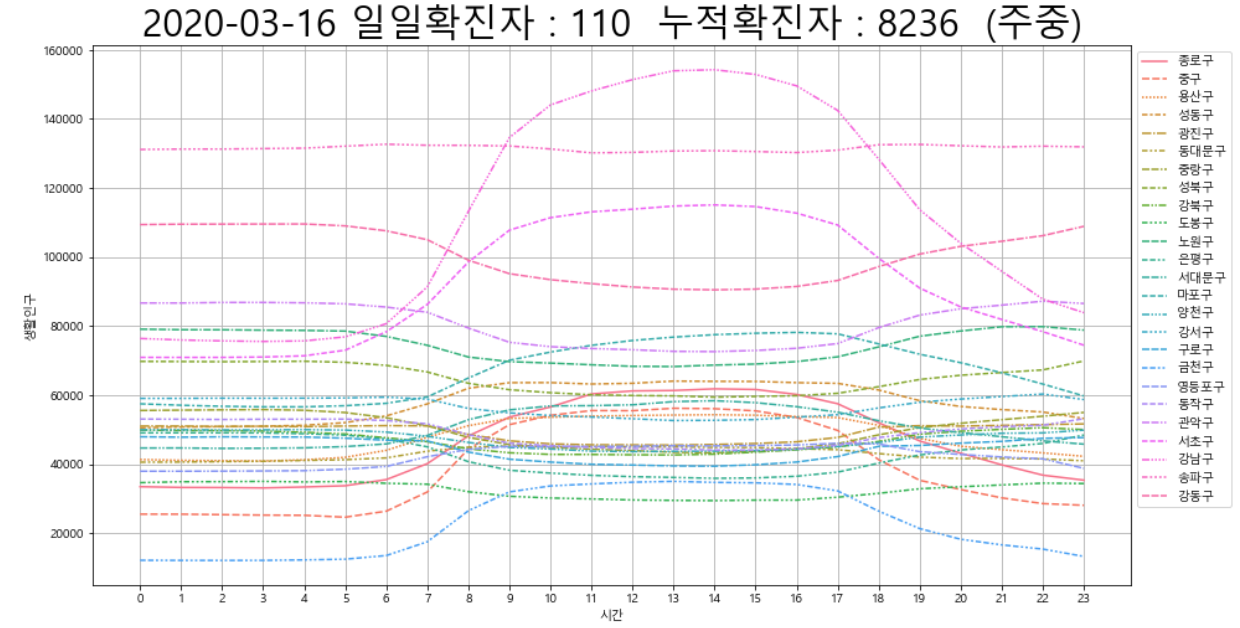 2020-03-16 일일확진자 : 110 누적확진자 : 8236 (주중)
160000
140000
120000
100000
80000
60000
40000
20000
생활인구
0 1 2 3 4 5 6 7 8 9 10 11 12 13 14 15 16 17 18 19 20 21 22 23
시간
종로구
중구
용산구
성동구
광진구
동대문구
중랑구
성북구
강북구
도봉구
노원구
은평구
서대문구
마포구
양천구
강서구
구로구
금천구
영등포구
동작구
관악구
서초구
강남구
송파구
강동구